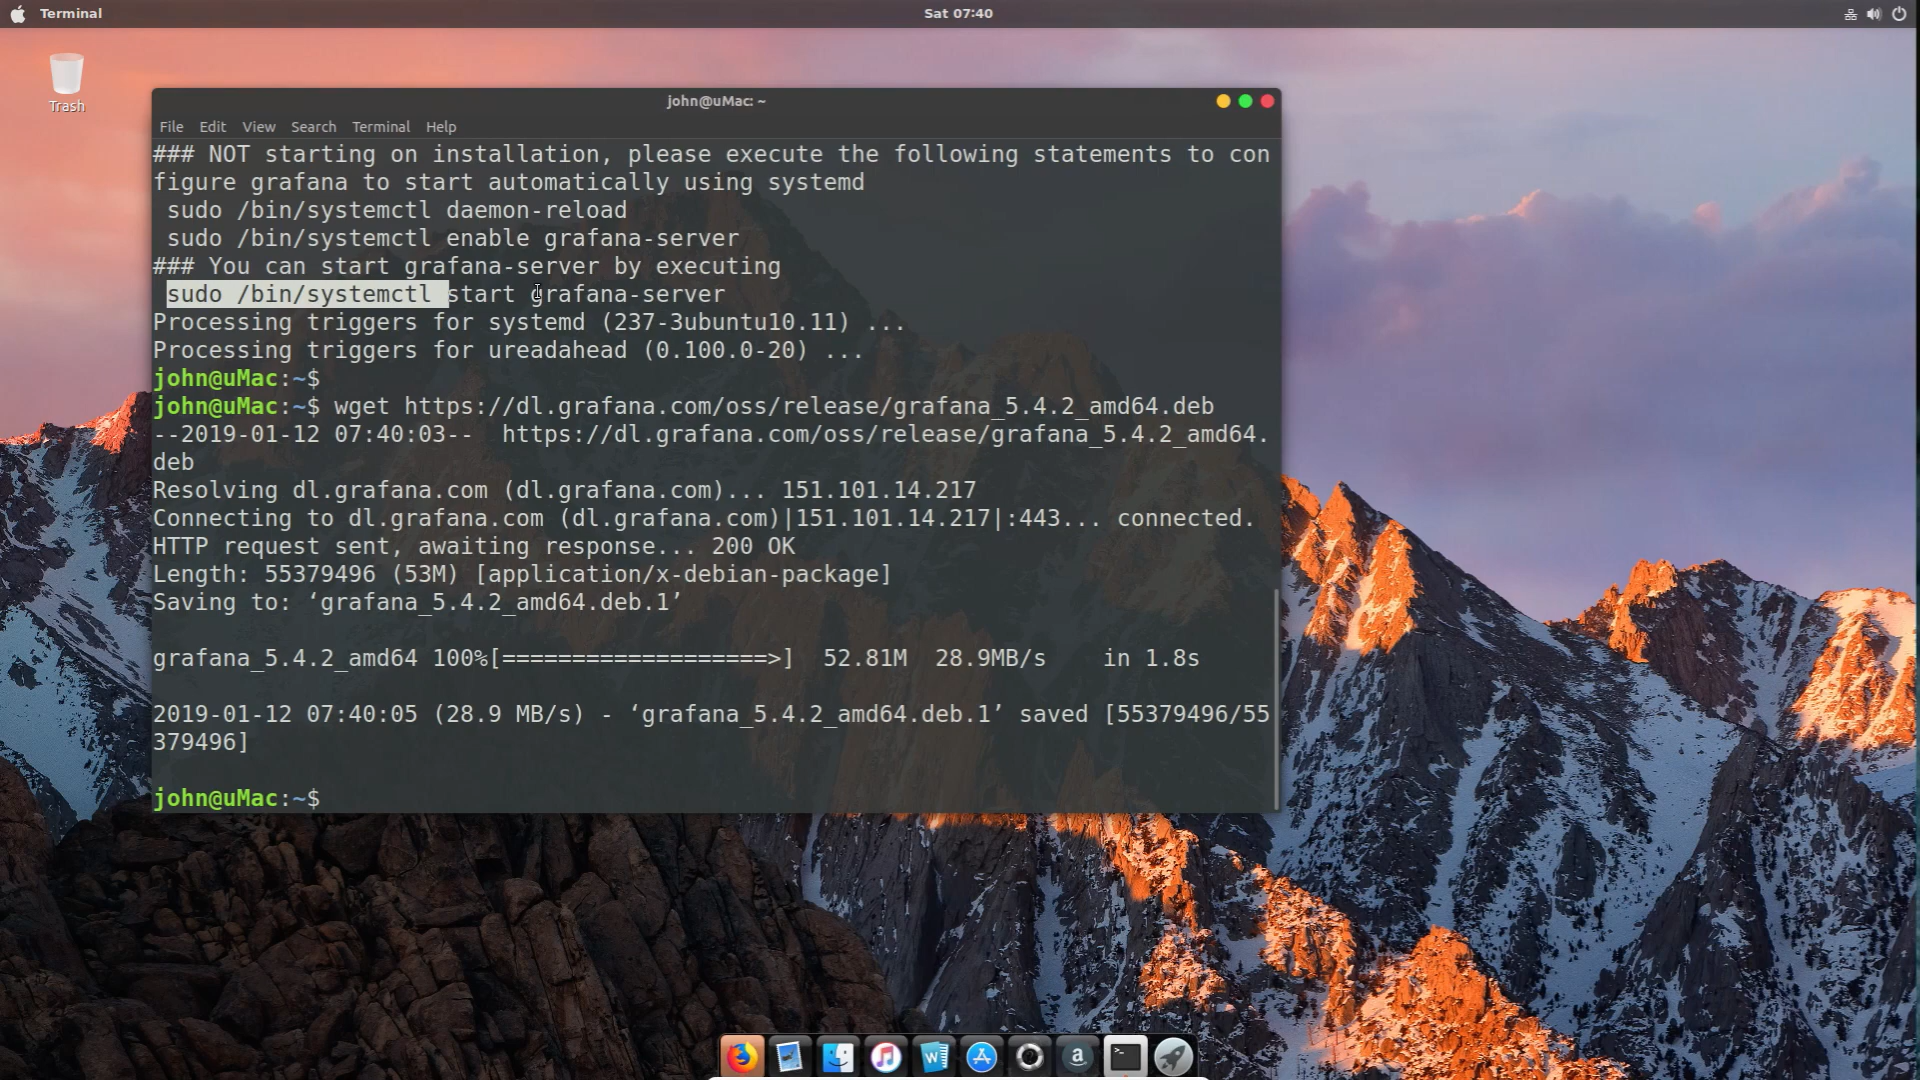 Terminal
Sat 07:40
Trash
john@uMac: ~
File Edit View Search Terminal Help
### NOT starting on installation, please execute the following statements to con
figure grafana to start automatically using systemd
sudo /bin/systemctl daemon-reload
sudo /bin/systemctl enable grafana-server
### You can start grafana-server by executing
sudo /bin/systemctl start grafana-server
Processing triggers for systemd (237-3ubuntu10.11) ...
Processing triggers for ureadahead (0.100.0-20) ...
john@uMac:~$
john@uMac:~$ wget https://dl.grafana.com/oss/release/grafana_5.4.2_amd64.deb
--2019-01-12 07:40:03--  https://dl.grafana.com/oss/release/grafana_5.4.2_amd64.
deb
Resolving dl.grafana.com (dl.grafana.com)... 151.101.14.217
Connecting to dl.grafana.com (dl.grafana.com)|151.101.14.217|:443... connected.
HTTP request sent, awaiting response... 200 OK
Length: 55379496 (53M) [application/x-debian-package]
Saving to: ‘grafana_5.4.2_amd64.deb.1’
grafana_5.4.2_amd64 100%[===================>]  52.81M  28.9MB/s    in 1.8s
2019-01-12 07:40:05 (28.9 MB/s) - ‘grafana_5.4.2_amd64.deb.1’ saved [55379496/55
379496]
john@uMac:~$